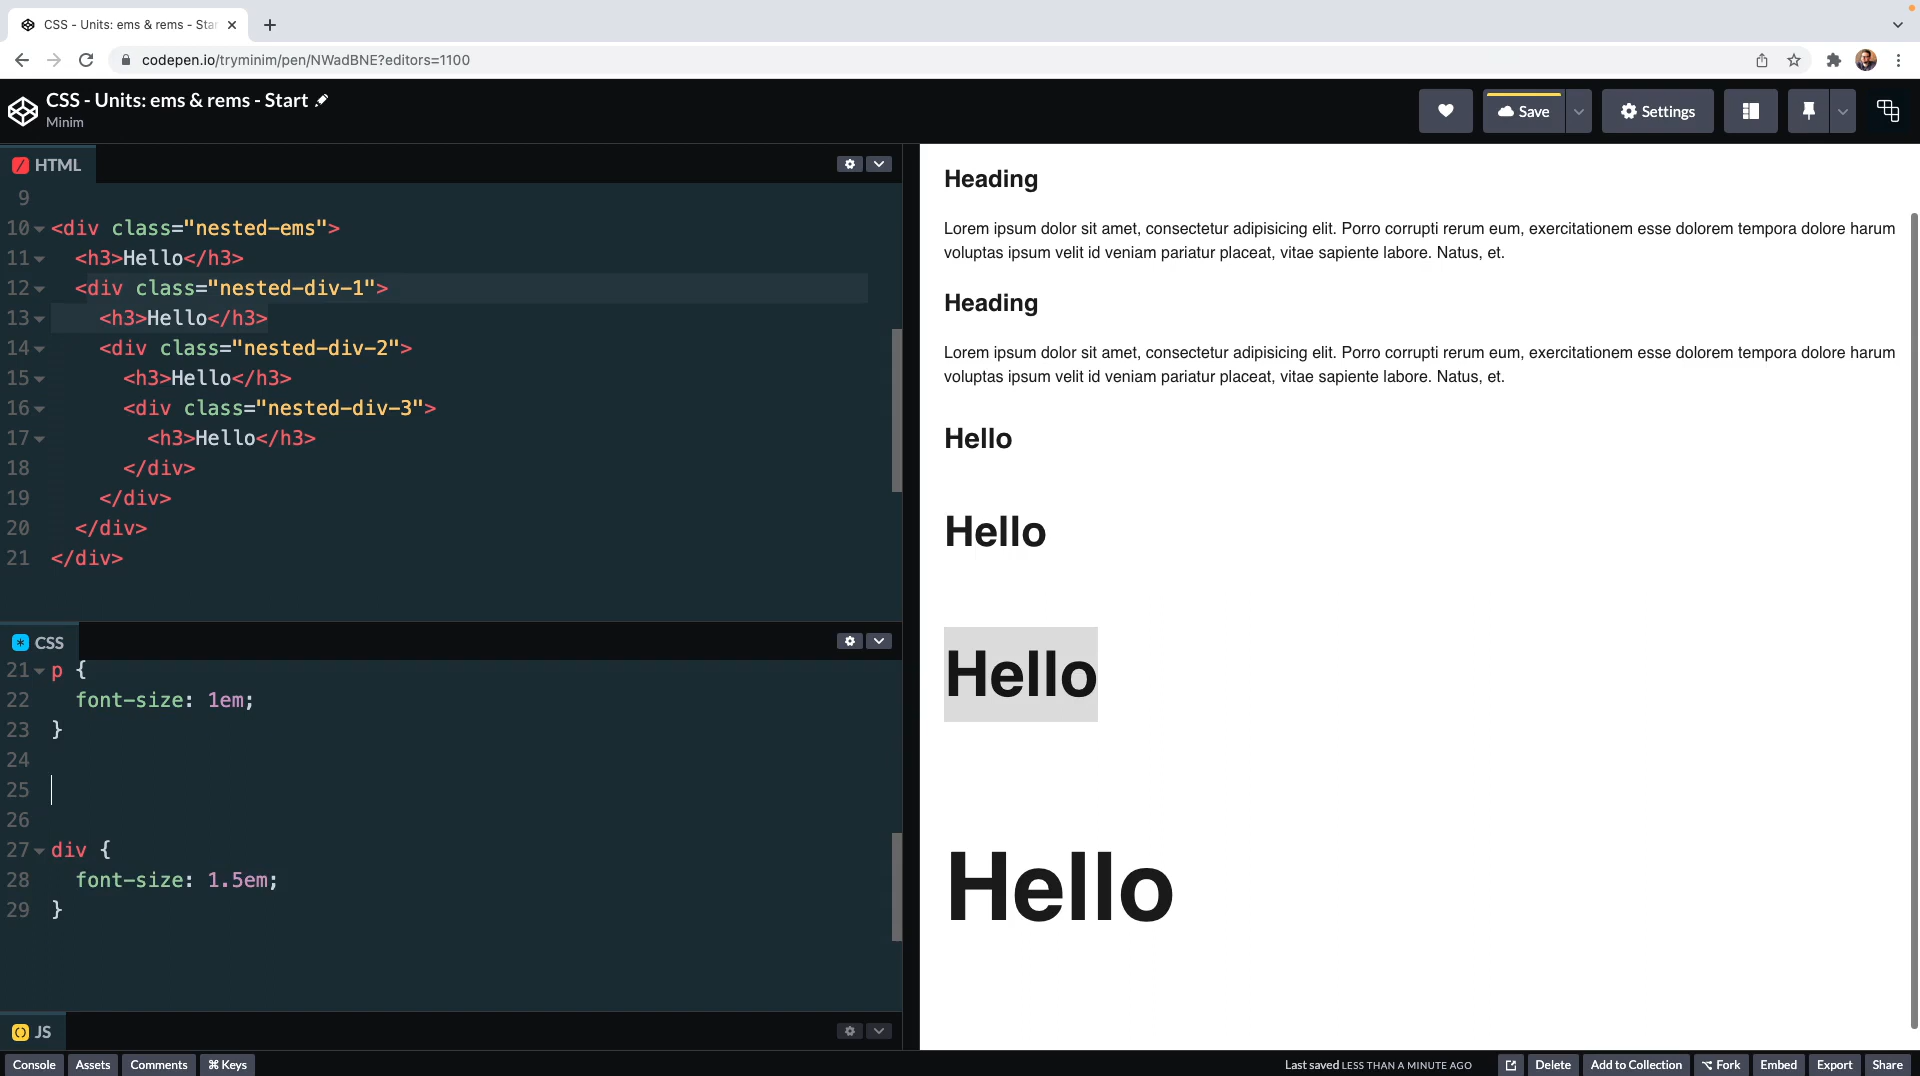 CSS - Units: ems & rems - Star
codepen.io/tryminim/pen/NWadBNE?editors=1100
CSS - Units: ems & rems - Start
Minim
Save
Settings
HTML
9
10 <div class="nested-ems">
11 <h3>Hello</h3>
12 <div class="nested-div-1">
13 <h3>Hello</h3>
14 <div class="nested-div-2">
15 <h3>Hello</h3>
16 <div class="nested-div-3">
17 <h3>Hello</h3>
18 </div>
19 </div>
20 </div>
21 </div>
CSS
21 p {
22 font-size: 1em;
23 }
24
25
26
27 div {
28 font-size: 1.5em;
29 }
JS
Heading
Lorem ipsum dolor sit amet, consectetur adipisicing elit. Porro corrupti rerum eum, exercitationem esse dolorem tempora dolore harum
voluptas ipsum velit id veniam pariatur placeat, vitae sapiente labore. Natus, et.
Heading
Lorem ipsum dolor sit amet, consectetur adipisicing elit. Porro corrupti rerum eum, exercitationem esse dolorem tempora dolore harum
voluptas ipsum velit id veniam pariatur placeat, vitae sapiente labore. Natus, et.
Hello
Hello
Hello
Hello
Console
Assets
Comments
⌘ Keys
Last saved LESS THAN A MINUTE AGO
Delete
Add to Collection
⌥ Fork
Embed
Export
Share